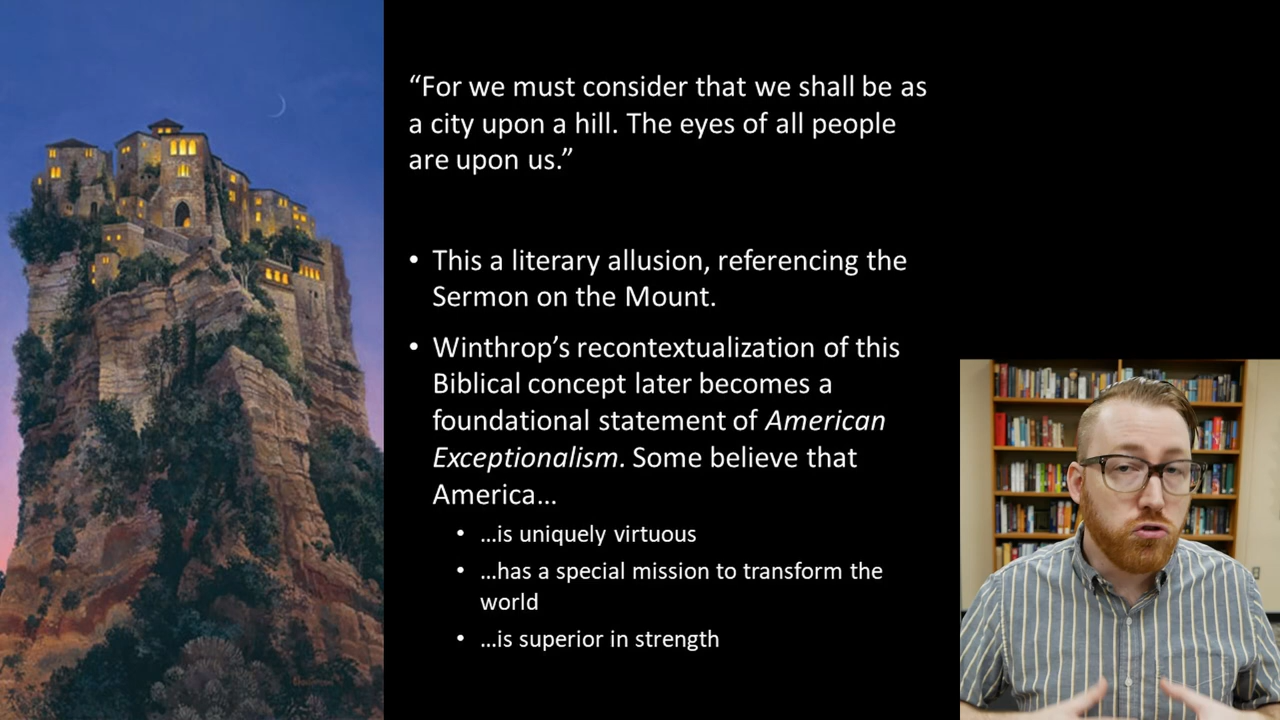 “For we must consider that we shall be as
a city upon a hill. The eyes of all people
are upon us.”
• This a literary allusion, referencing the
Sermon on the Mount.
• Winthrop’s recontextualization of this
Biblical concept later becomes a
foundational statement of American
Exceptionalism. Some believe that
America…
• …is uniquely virtuous
• …has a special mission to transform the
world
• …is superior in strength